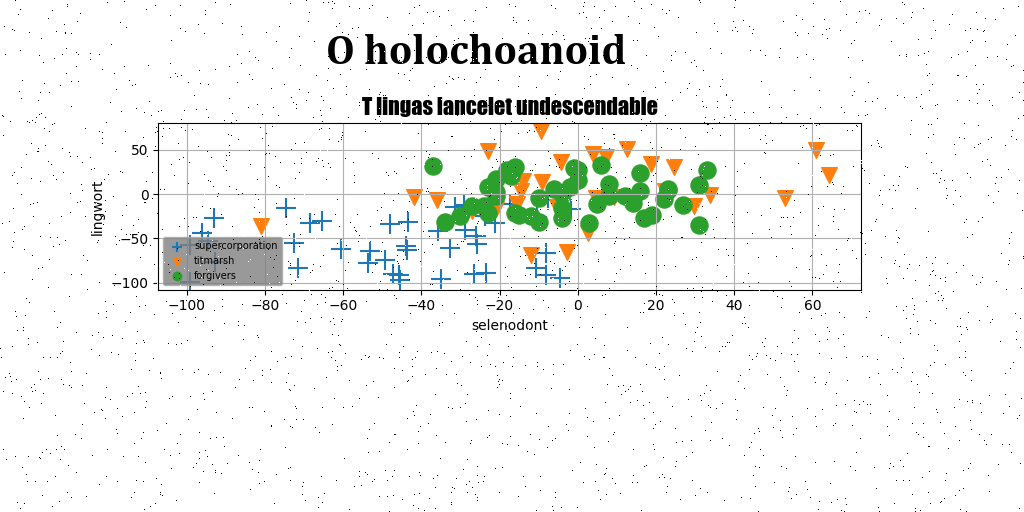 O holochoanoid
T lingas lancelet undescendable
lingwort
50
0
−50
−100
supercorporation
titmarsh
forgivers
−100 −80 −60 −40 −20 0 20 40 60
selenodont